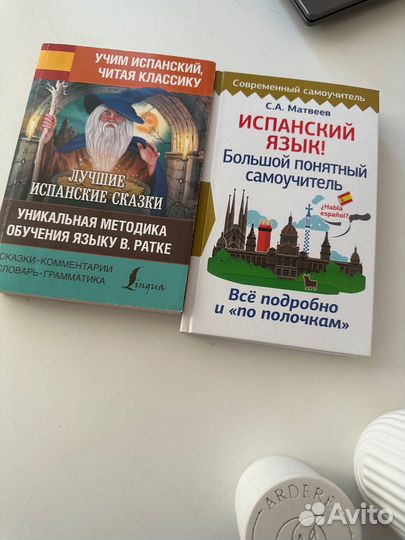 УЧИМ ИСПАНСКИЙ,
ЧИТАЯ КЛАССИКУ
ЛУЧШИЕ
ИСПАНСКИЕ СКАЗКИ
УНИКАЛЬНАЯ МЕТОДИКА
ОБУЧЕНИЯ ЯЗЫКУ В. РАТКЕ
СКАЗКИ • КОММЕНТАРИИ
СЛОВАРЬ • ГРАММАТИКА
Lingua
Современный самоучитель
С.А. Матвеев
ИСПАНСКИЙ
ЯЗЫК!
Большой понятный
самоучитель
¿Habla
español?
Всё подробно
и «по полочкам»
Avito